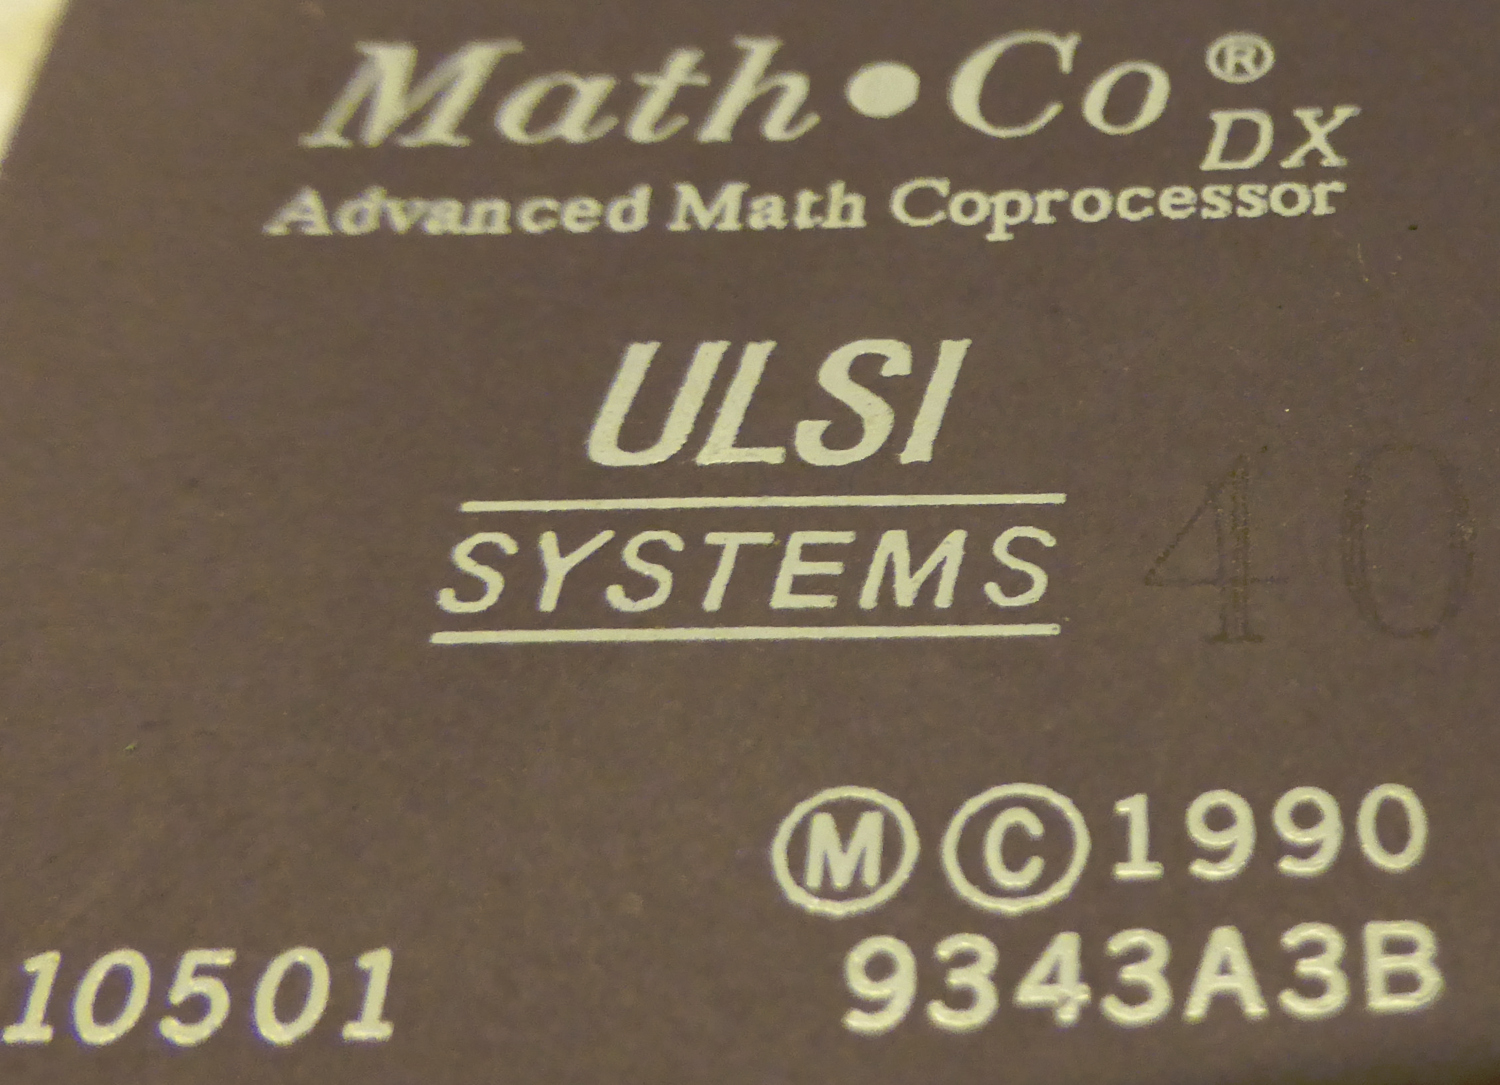 Math•Co®
DX
Advanced Math Coprocessor
ULSI
SYSTEMS
40
Ⓜ©1990
10501
9343A3B